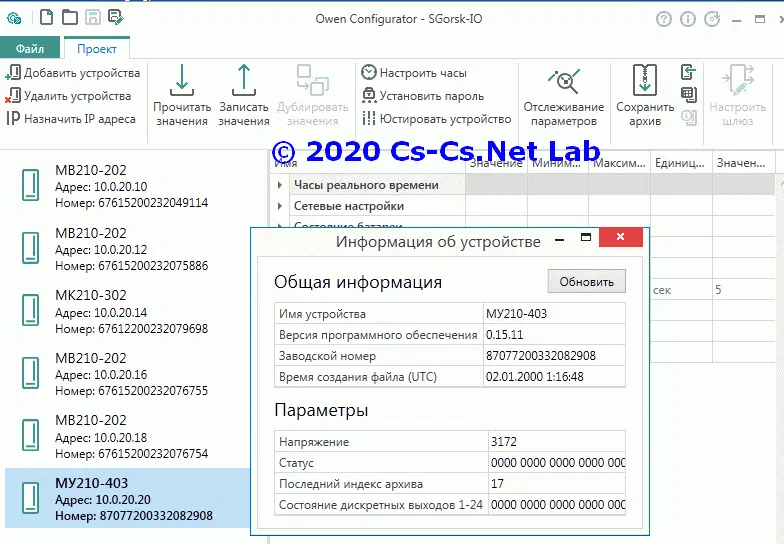 Owen Configurator - SGorsk-IO
Файл
Проект
Добавить устройства
Удалить устройства
Назначить IP адреса
Прочитать значения
Записать значения
Дублировать значения
Настроить часы
Установить пароль
Юстировать устройство
Отслеживание параметров
Сохранить архив
Настроить шлюз
© 2020 Cs-Cs.Net Lab
Имя
Значение
Миним...
Максим...
Единиц...
Значен...
Часы реального времени
Сетевые настройки
Состояние батареи
сек
5
МВ210-202
Адрес: 10.0.20.10
Номер: 67615200232049114
МВ210-202
Адрес: 10.0.20.12
Номер: 67615200232075886
МК210-302
Адрес: 10.0.20.14
Номер: 67612200232079698
МВ210-202
Адрес: 10.0.20.16
Номер: 67615200232076755
МВ210-202
Адрес: 10.0.20.18
Номер: 67615200232076754
МУ210-403
Адрес: 10.0.20.20
Номер: 87077200332082908
Информация об устройстве
Общая информация
Обновить
Имя устройства МУ210-403
Версия программного обеспечения 0.15.11
Заводской номер 87077200332082908
Время создания файла (UTC) 02.01.2000 1:16:48
Параметры
Напряжение 3172
Статус 0000 0000 0000 0000 000
Последний индекс архива 17
Состояние дискретных выходов 1-24 0000 0000 0000 0000 000